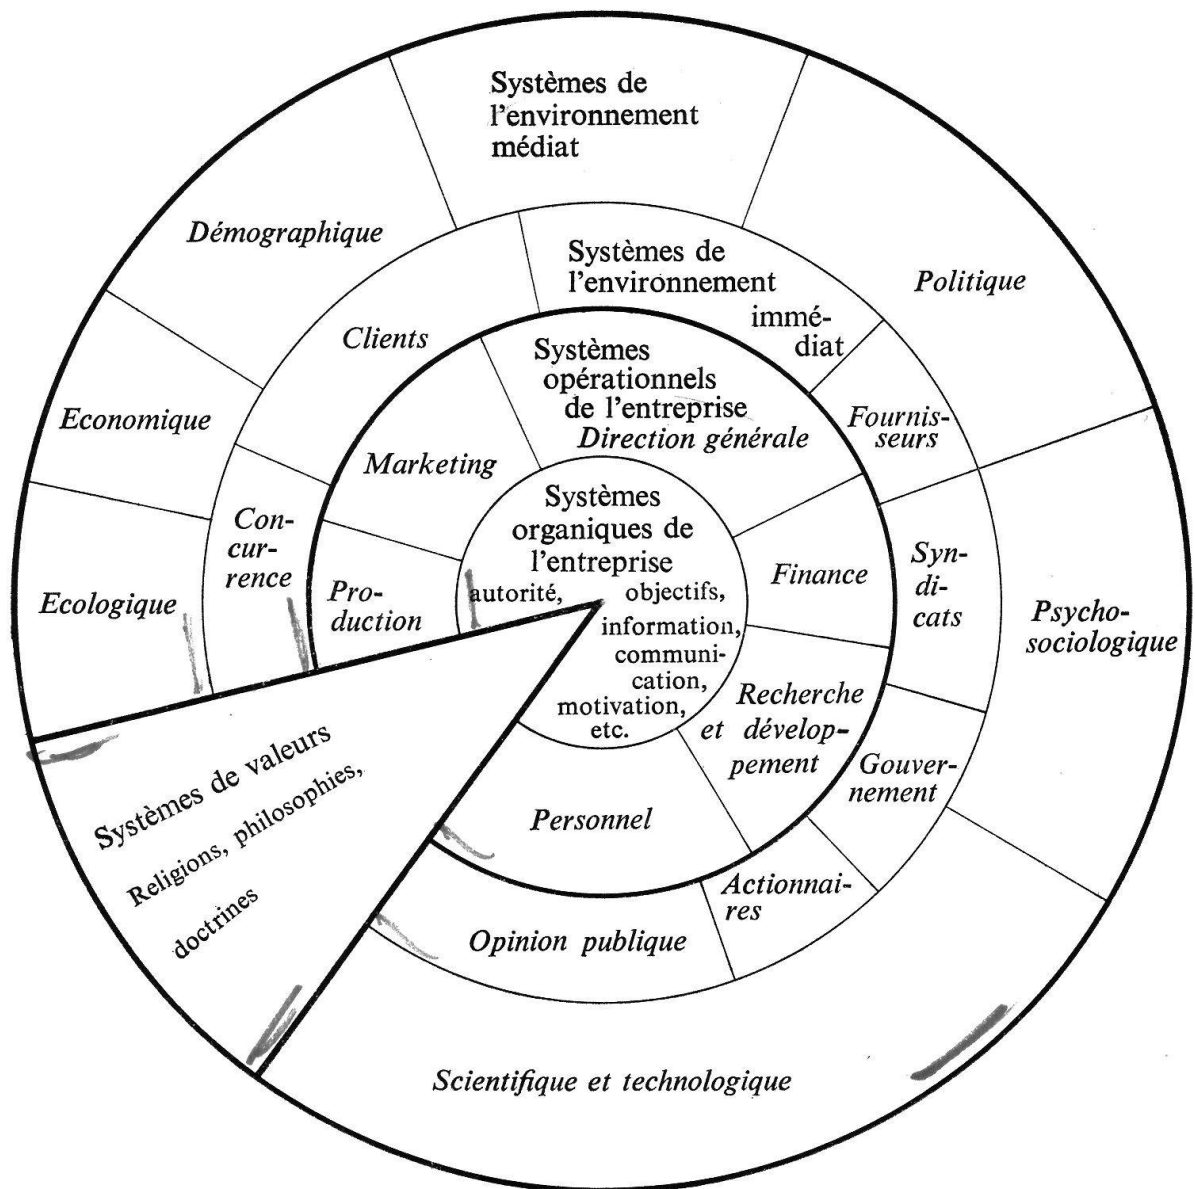 Systèmes de
l'environnement
médiat
Démographique
Politique
Economique
Ecologique
Psycho-
sociologique
Scientifique et technologique
Systèmes de
l'environnement
immé-
diat
Clients
Fournis-
seurs
Con-
cur-
rence
Syn-
di-
cats
Gouver-
nement
Actionnai-
res
Opinion publique
Systèmes
opérationnels
de l'entreprise
Direction générale
Marketing
Pro-
duction
Finance
Recherche
et dévelop-
pement
Personnel
Systèmes
organiques de
l'entreprise
autorité, objectifs,
information,
communi-
cation,
motivation,
etc.
Systèmes de valeurs
Religions, philosophies,
doctrines